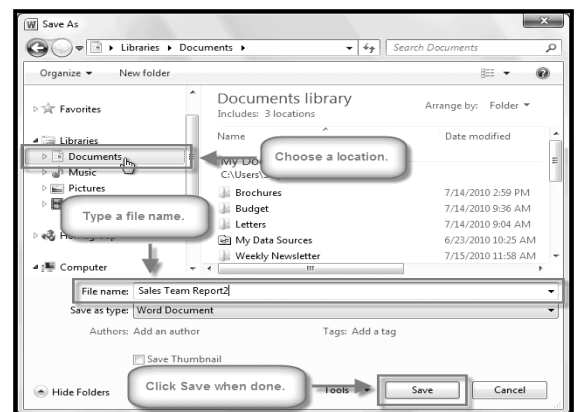 Save As
Libraries ▸ Documents ▸
Search Documents
Organize ▾ New folder
Favorites
Libraries
Documents
Music
Pictures
Computer
Documents library
Includes: 3 locations
Arrange by: Folder ▾
Name Date modified
C:\Users\
Brochures 7/14/2010 2:59 PM
Budget 7/14/2010 9:36 AM
Letters 7/14/2010 9:04 AM
My Data Sources 6/23/2010 10:25 AM
Weekly Newsletter 7/15/2010 11:58 AM
Choose a location.
Type a file name.
File name: Sales Team Report2
Save as type: Word Document
Authors: Add an author Tags: Add a tag
Save Thumbnail
Hide Folders
Click Save when done.
Tools ▾ Save Cancel